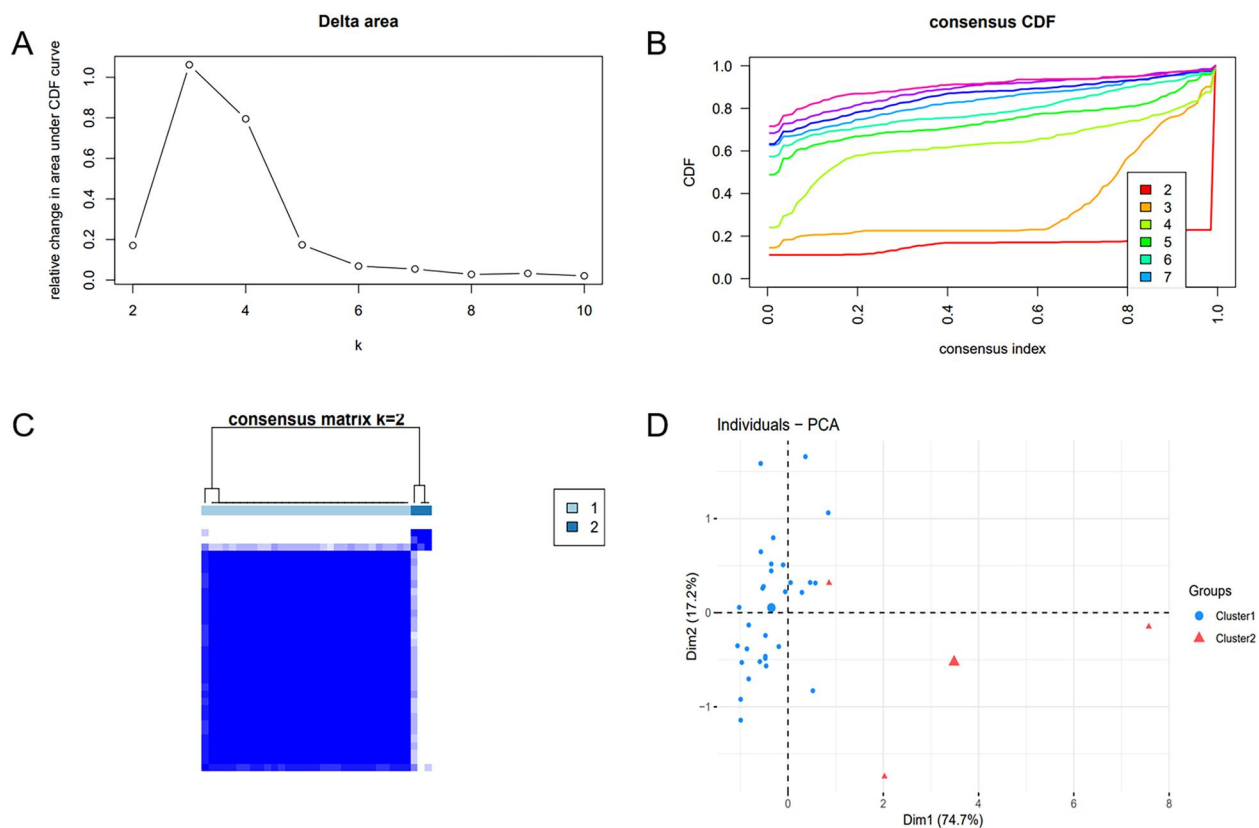 A
Delta area
relative change in area under CDF curve
1.0
0.8
0.6
0.4
0.2
0.0
2
4
6
8
10
k
B
consensus CDF
CDF
1.0
0.8
0.6
0.4
0.2
0.0
2
3
4
5
6
7
0.0
0.2
0.4
0.6
0.8
1.0
consensus index
C
consensus matrix k=2
1
2
D
Individuals − PCA
Dim2 (17.2%)
1
0
−1
0
2
4
6
8
Dim1 (74.7%)
Groups
Cluster1
Cluster2